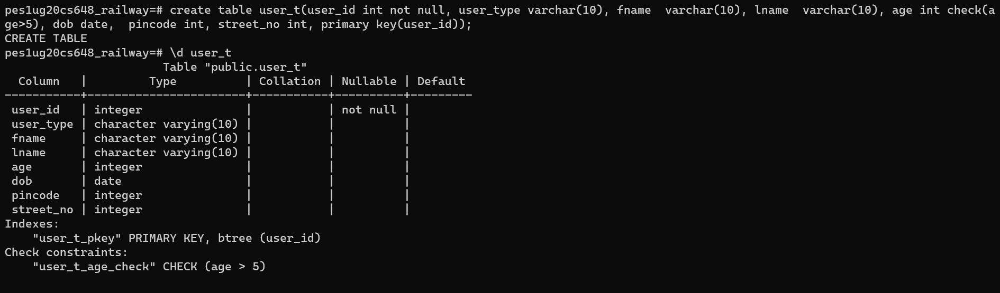 pes1ug20cs648_railway=# create table user_t(user_id int not null, user_type varchar(10), fname  varchar(10), lname  varchar(10), age int check(a
ge>5), dob date,  pincode int, street_no int, primary key(user_id));
CREATE TABLE
pes1ug20cs648_railway=# \d user_t
                       Table "public.user_t"
  Column   |         Type          | Collation | Nullable | Default
-----------+-----------------------+-----------+----------+---------
 user_id   | integer               |           | not null |
 user_type | character varying(10) |           |          |
 fname     | character varying(10) |           |          |
 lname     | character varying(10) |           |          |
 age       | integer               |           |          |
 dob       | date                  |           |          |
 pincode   | integer               |           |          |
 street_no | integer               |           |          |
Indexes:
    "user_t_pkey" PRIMARY KEY, btree (user_id)
Check constraints:
    "user_t_age_check" CHECK (age > 5)